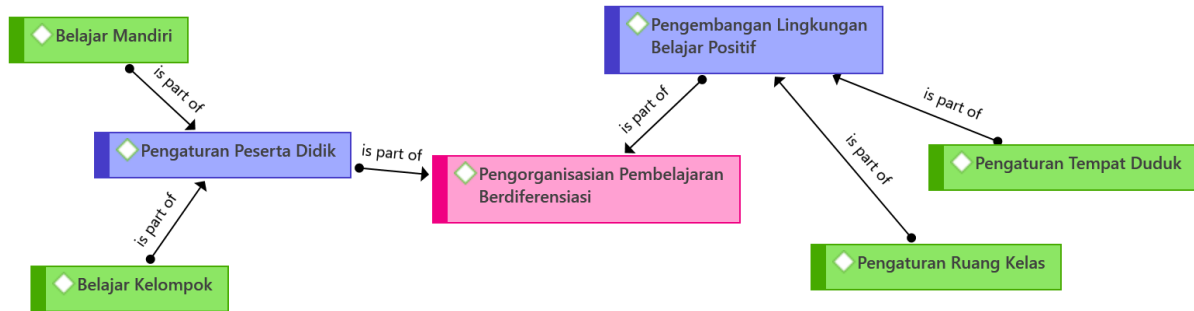 Belajar Mandiri
is part of
Pengaturan Peserta Didik
is part of
is part of
Belajar Kelompok
Pengorganisasian Pembelajaran
Berdiferensiasi
Pengembangan Lingkungan
Belajar Positif
is part of
is part of
is part of
Pengaturan Tempat Duduk
Pengaturan Ruang Kelas